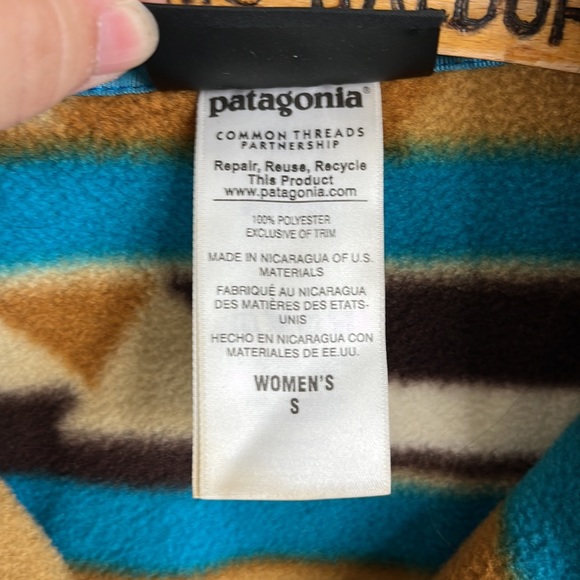 patagonia®
COMMON THREADS
PARTNERSHIP
Repair, Reuse, Recycle
This Product
www.patagonia.com
100% POLYESTER
EXCLUSIVE OF TRIM
MADE IN NICARAGUA OF U.S.
MATERIALS
FABRIQUÉ AU NICARAGUA
DES MATIÈRES DES ETATS-
UNIS
HECHO EN NICARAGUA CON
MATERIALES DE EE.UU.
WOMEN'S
S